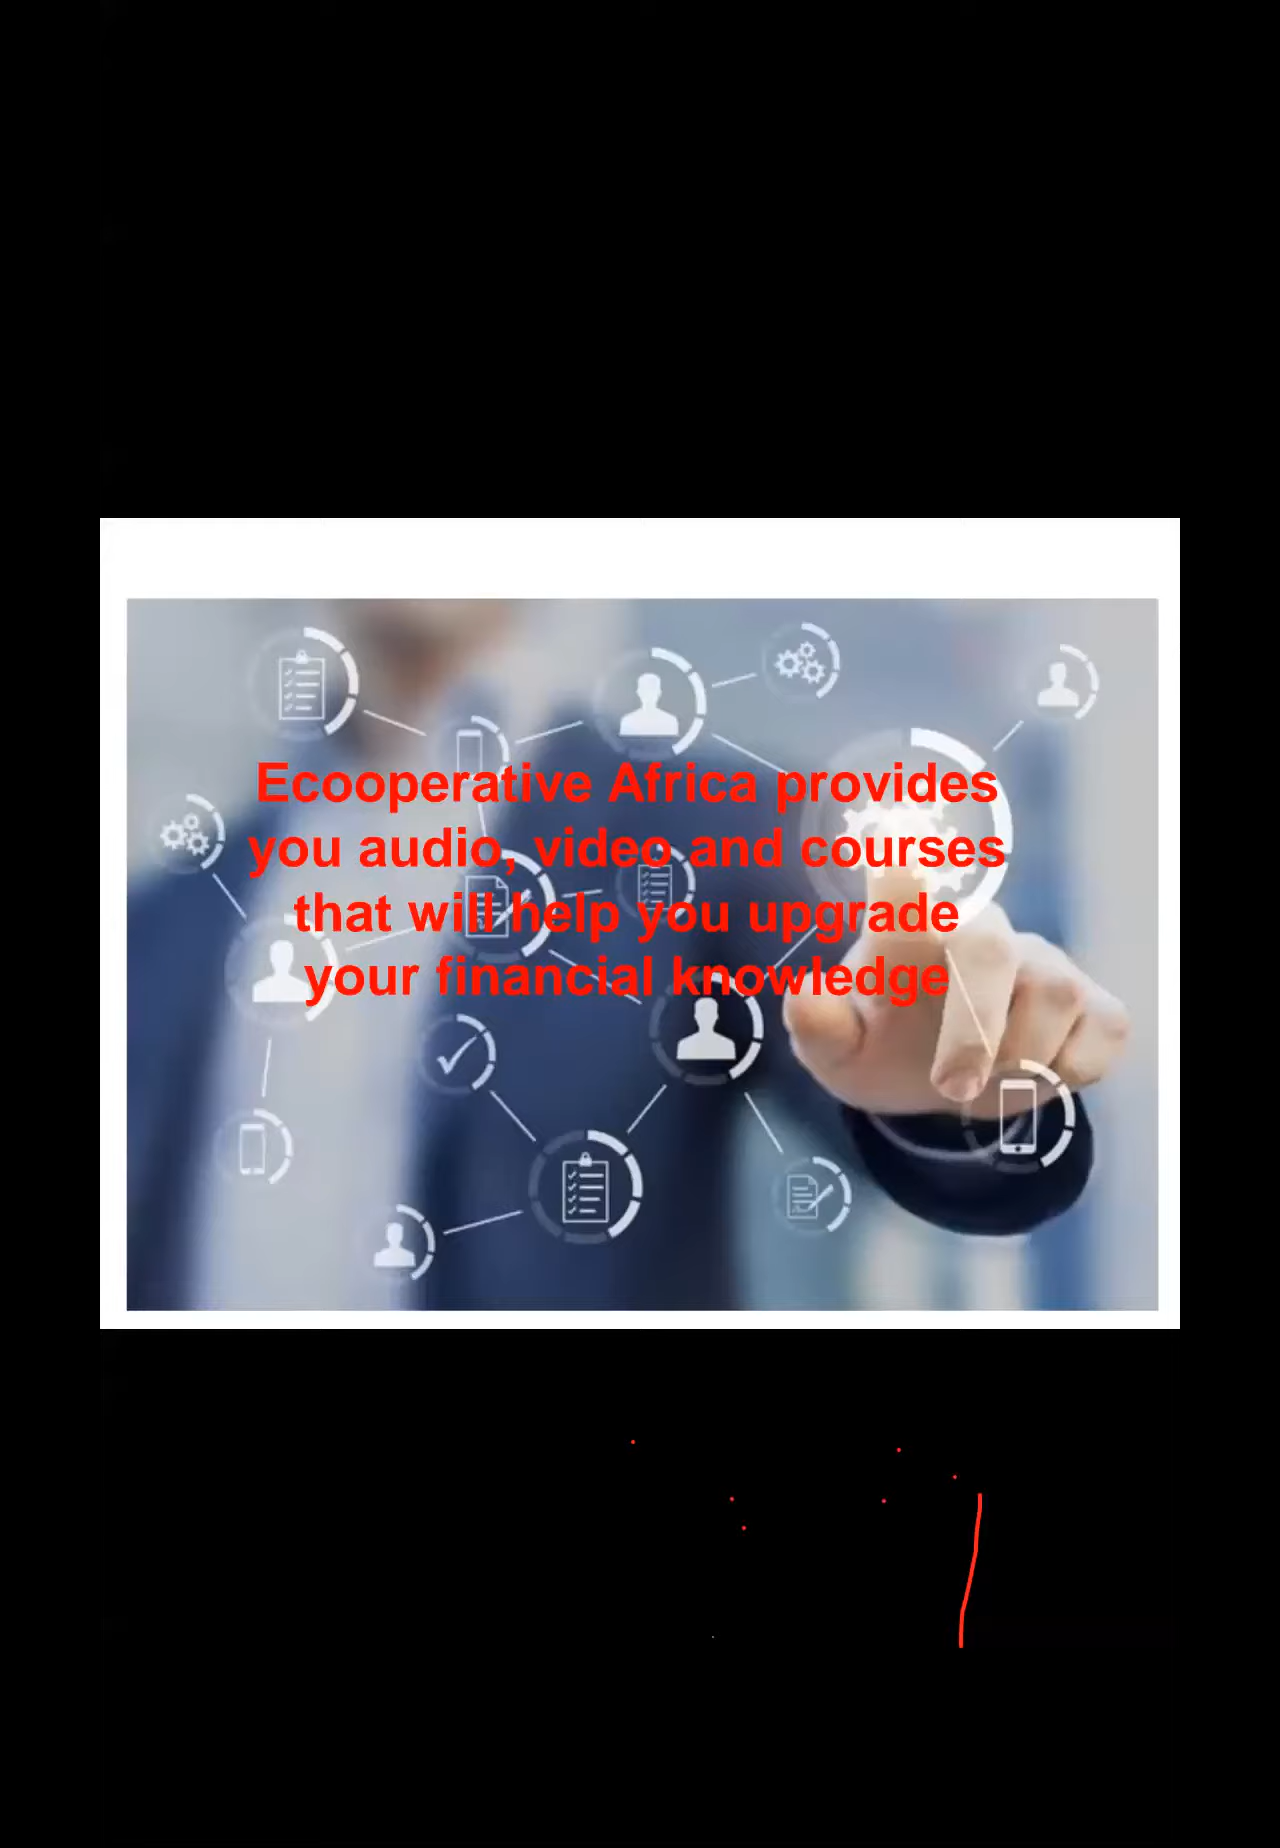 Ecooperative Africa provides
you audio, video and courses
that will help you upgrade
your financial knowledge